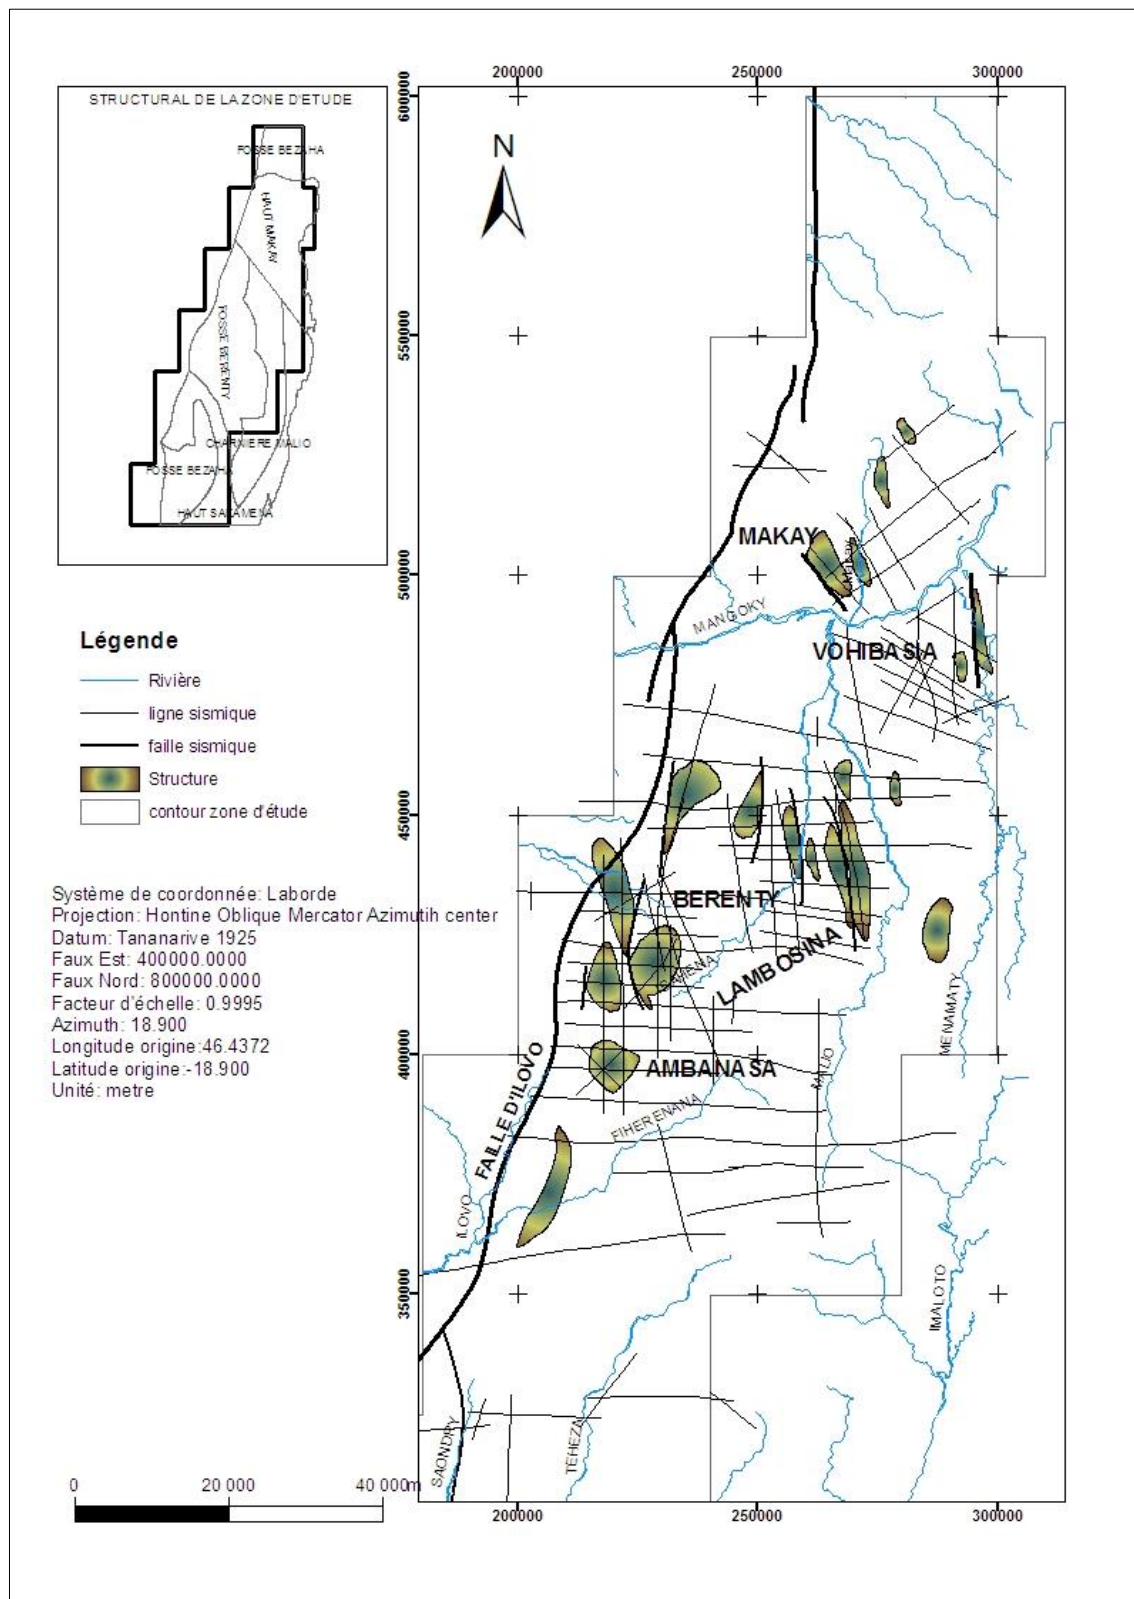 200000 250000 300000
STRUCTURAL DE LA ZONE D'ETUDE
FOSSE BEZAHA
HAUT MAKAY
FOSSE BERENTY
CHARNIERE MALIO
FOSSE BEZAHA
HAUT SAKAMENA
N
600000
550000
500000
450000
400000
350000
MAKAY
MANGOKY
VOHIBASIA
BERENTY
LAMBOSINA
MENAMATY
AMBANASA
MALIO
FAILLE D'ILOVO
FIHERENANA
ILOVO
IMALOTO
SAONDRY
TEHEZA
Légende
Rivière
ligne sismique
faille sismique
Structure
contour zone d'étude
Système de coordonnée: Laborde
Projection: Hontine Oblique Mercator Azimutih center
Datum: Tananarive 1925
Faux Est: 400000.0000
Faux Nord: 800000.0000
Facteur d'échelle: 0.9995
Azimuth: 18.900
Longitude origine:46.4372
Latitude origine:-18.900
Unité: metre
0 20 000 40 000m
200000 250000 300000